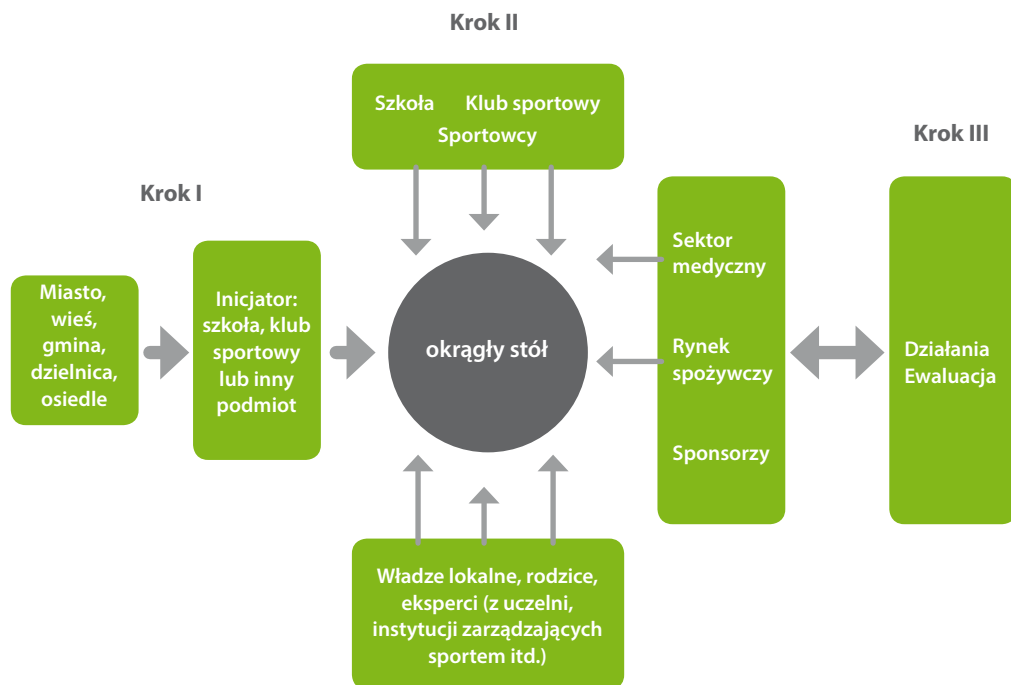 Krok I
Miasto,
wieś,
gmina,
dzielnica,
osiedle
Inicjator:
szkoła, klub
sportowy
lub inny
podmiot
Krok II
Szkoła Klub sportowy
Sportowcy
okrągły stół
Władze lokalne, rodzice,
eksperci (z uczelni,
instytucji zarządzających
sportem itd.)
Sektor
medyczny
Rynek
spożywczy
Sponsorzy
Krok III
Działania
Ewaluacja